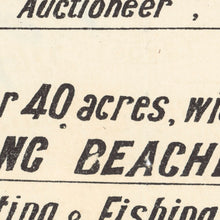 Auctioneer,
r 40 acres, wi
NG BEACH
ting & Fishing